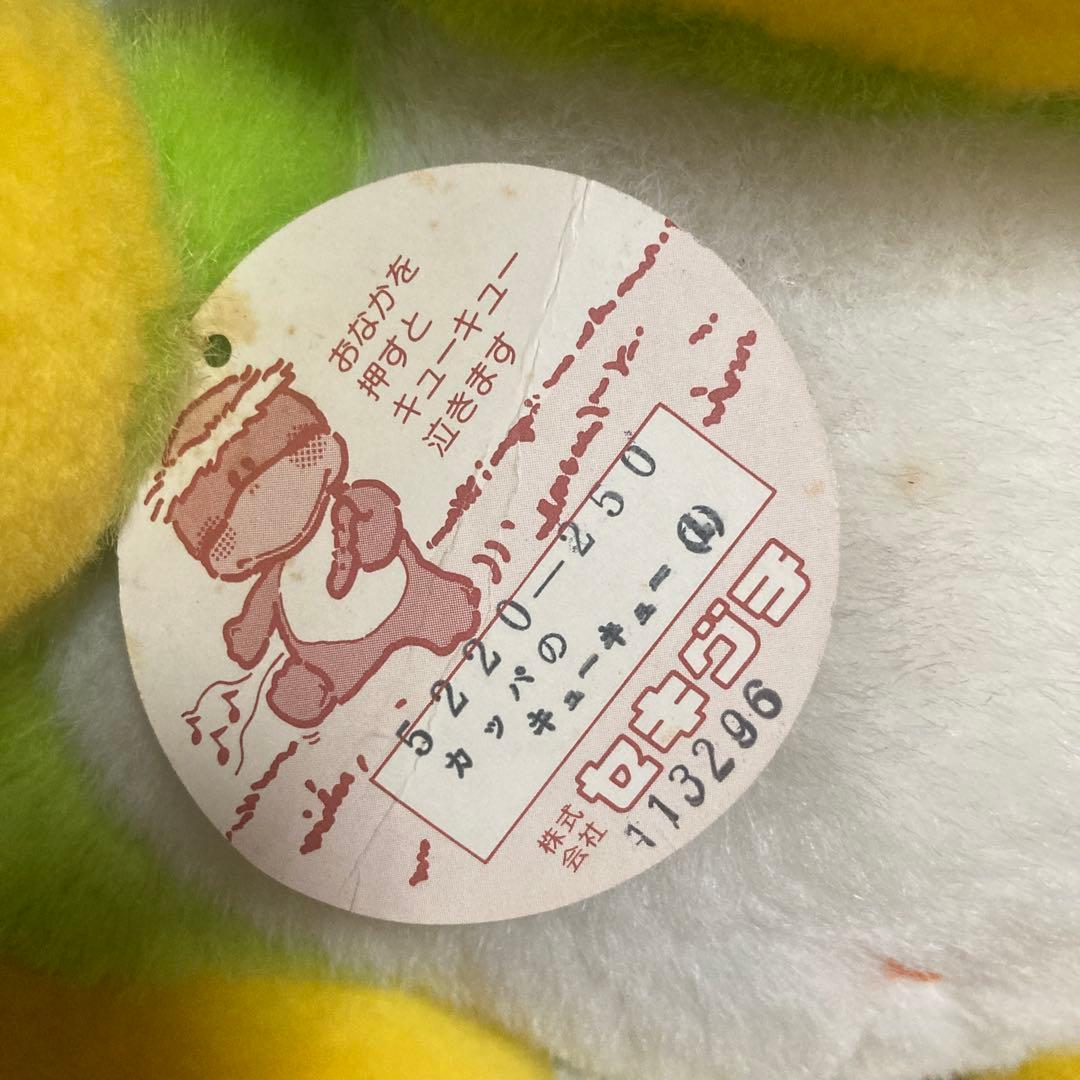 おなかを
押すと
キューキュー
泣きます
5220-250
カッパの
キューキュー(L)
株式
会社
セキグチ
113296